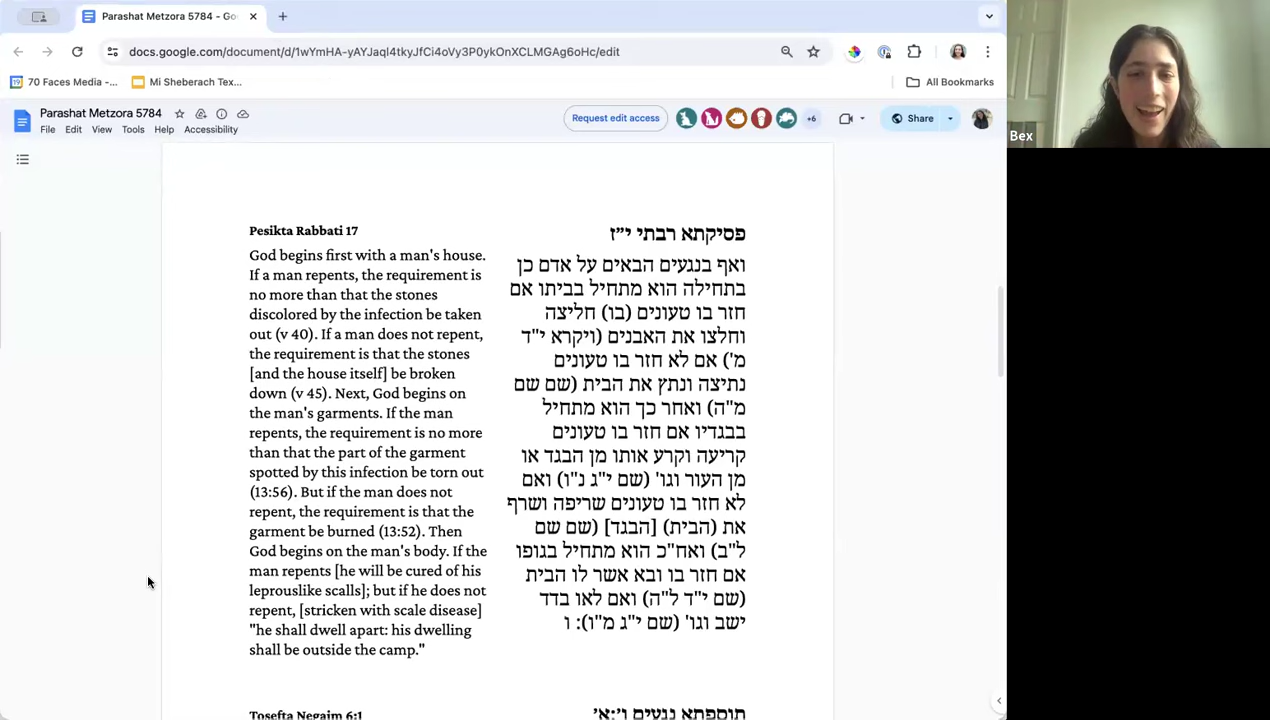 Parashat Metzora 5784 - Go
docs.google.com/document/d/1wYmHA-yAYJaql4tkyJfCi4oVy3P0ykOnXCLMGAg6oHc/edit
70 Faces Media -...
Mi Sheberach Tex...
All Bookmarks
Parashat Metzora 5784
File Edit View Tools Help Accessibility
Request edit access
+6
Share
Bex
Pesikta Rabbati 17
God begins first with a man's house.
If a man repents, the requirement is
no more than that the stones
discolored by the infection be taken
out (v 40). If a man does not repent,
the requirement is that the stones
[and the house itself] be broken
down (v 45). Next, God begins on
the man's garments. If the man
repents, the requirement is no more
than that the part of the garment
spotted by this infection be torn out
(13:56). But if the man does not
repent, the requirement is that the
garment be burned (13:52). Then
God begins on the man's body. If the
man repents [he will be cured of his
leprouslike scalls]; but if he does not
repent, [stricken with scale disease]
"he shall dwell apart: his dwelling
shall be outside the camp."
פסיקתא רבתי י״ז
ואף בנגעים הבאים על אדם כן
בתחילה הוא מתחיל בביתו אם
חזר בו טעונים (בו) חליצה
וחלצו את האבנים (ויקרא י"ד
מ') אם לא חזר בו טעונים
נתיצה ונתץ את הבית (שם שם
מ"ה) ואחר כך הוא מתחיל
בבגדיו אם חזר בו טעונים
קריעה וקרע אותו מן הבגד או
מן העור וגו' (שם י"ג נ"ו) ואם
לא חזר בו טעונים שריפה ושרף
את (הבית) [הבגד] (שם שם
ל"ב) ואח"כ הוא מתחיל בגופו
אם חזר בו ובא אשר לו הבית
(שם י"ד ל"ה) ואם לאו בדד
ישב וגו' (שם י"ג מ"ו): ו
Tosefta Negaim 6:1
תוספתא נגעים ו׳:א׳